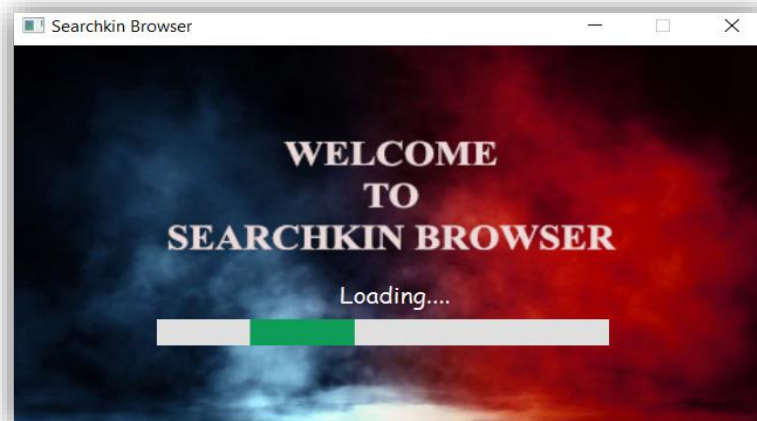 Searchkin Browser
WELCOME
TO
SEARCHKIN BROWSER
Loading....